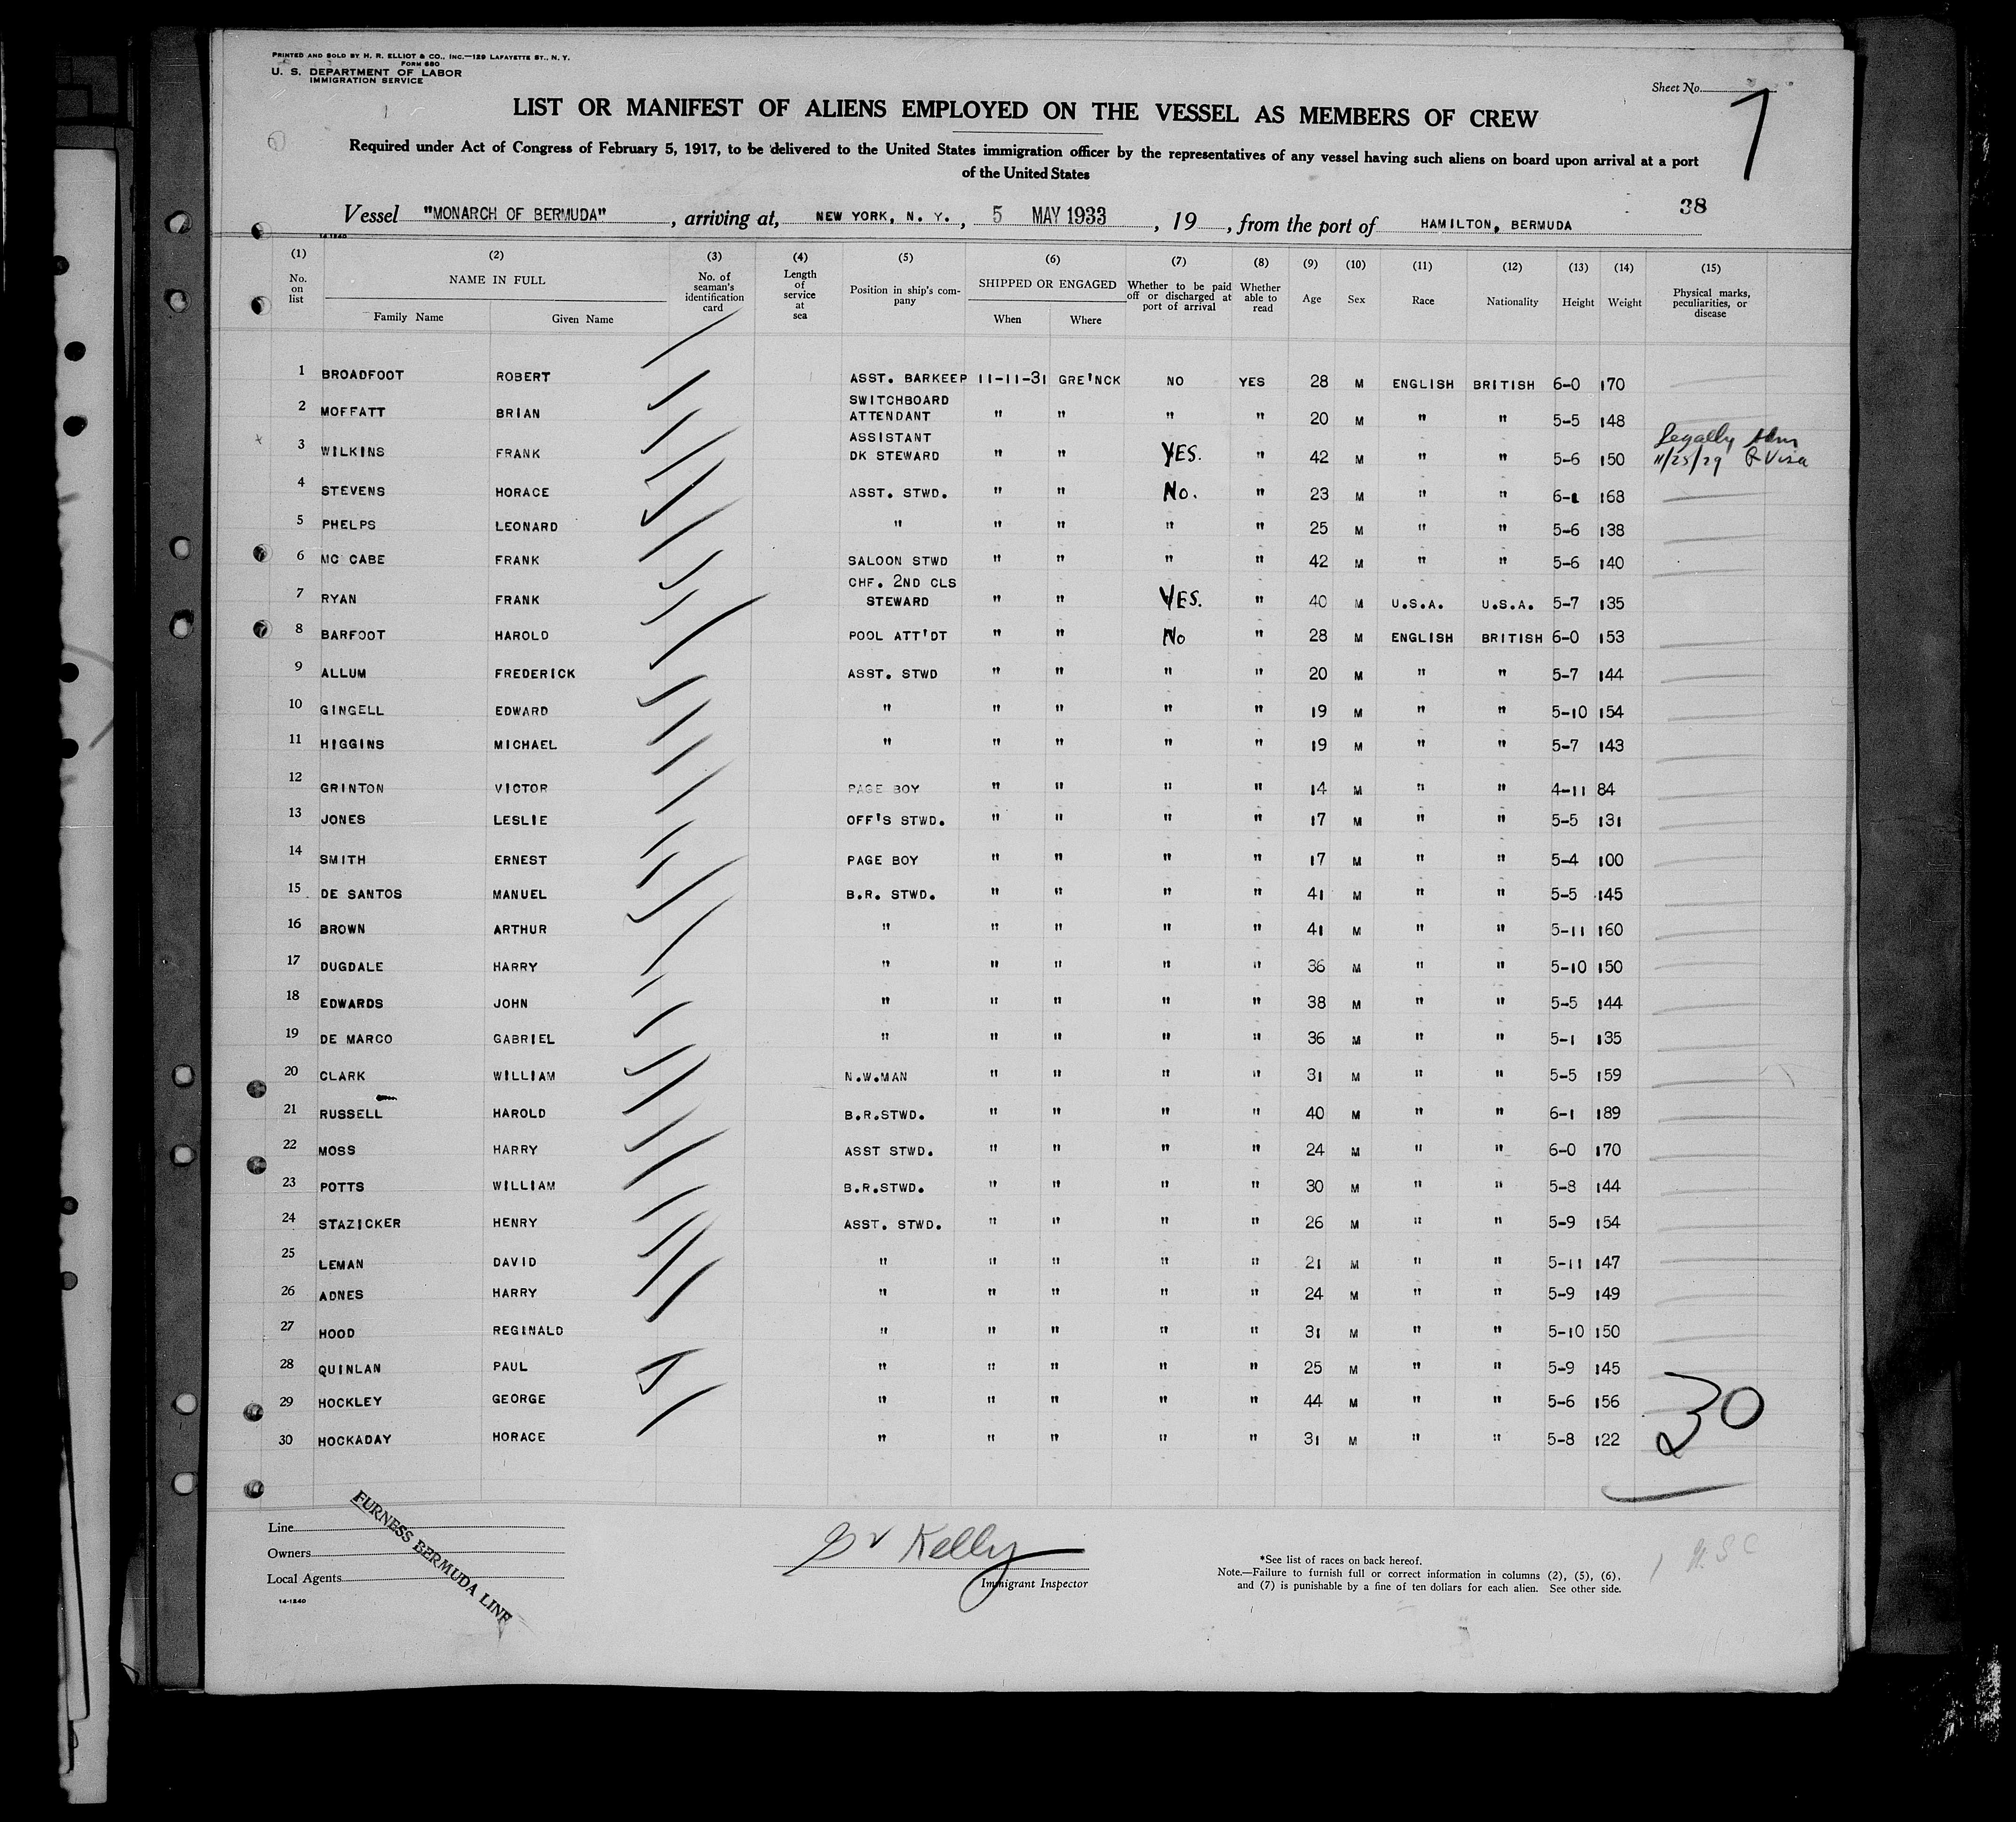 PRINTED AND SOLD BY H. R. ELLIOT & CO., INC.—129 LAFAYETTE ST., N. Y.
FORM 680
U. S. DEPARTMENT OF LABOR
IMMIGRATION SERVICE
Sheet No.
7
LIST OR MANIFEST OF ALIENS EMPLOYED ON THE VESSEL AS MEMBERS OF CREW
Required under Act of Congress of February 5, 1917, to be delivered to the United States immigration officer by the representatives of any vessel having such aliens on board upon arrival at a port
of the United States
38
Vessel "MONARCH OF BERMUDA", arriving at, NEW YORK, N. Y., 5 MAY 1933, 19, from the port of HAMILTON, BERMUDA
14-1240
(1) (2) (3) (4) (5) (6) (7) (8) (9) (10) (11) (12) (13) (14) (15)
No. on list NAME IN FULL Family Name Given Name No. of seaman's identification card Length of service at sea Position in ship's company SHIPPED OR ENGAGED When Where Whether to be paid off or discharged at port of arrival Whether able to read Age Sex Race Nationality Height Weight Physical marks, peculiarities, or disease
1 BROADFOOT ROBERT ASST. BARKEEP 11-11-31 GRE'NCK NO YES 28 M ENGLISH BRITISH 6-0 170
2 MOFFATT BRIAN SWITCHBOARD ATTENDANT " " " " 20 M " " 5-5 148
3 WILKINS FRANK ASSISTANT DK STEWARD " " YES. " 42 M " " 5-6 150 Legally Adm 11/25/29 Visa
4 STEVENS HORACE ASST. STWD. " " No. " 23 M " " 6-1 168
5 PHELPS LEONARD " " " " " 25 M " " 5-6 138
6 MC CABE FRANK SALOON STWD " " " " 42 M " " 5-6 140
7 RYAN FRANK CHF. 2ND CLS STEWARD " " YES. " 40 M U.S.A. U.S.A. 5-7 135
8 BARFOOT HAROLD POOL ATT'DT " " No " 28 M ENGLISH BRITISH 6-0 153
9 ALLUM FREDERICK ASST. STWD " " " " 20 M " " 5-7 144
10 GINGELL EDWARD " " " " " 19 M " " 5-10 154
11 HIGGINS MICHAEL " " " " " 19 M " " 5-7 143
12 GRINTON VICTOR PAGE BOY " " " " 14 M " " 4-11 84
13 JONES LESLIE OFF'S STWD. " " " " 17 M " " 5-5 131
14 SMITH ERNEST PAGE BOY " " " " 17 M " " 5-4 100
15 DE SANTOS MANUEL B.R. STWD. " " " " 41 M " " 5-5 145
16 BROWN ARTHUR " " " " " 41 M " " 5-11 160
17 DUGDALE HARRY " " " " " 36 M " " 5-10 150
18 EDWARDS JOHN " " " " " 38 M " " 5-5 144
19 DE MARCO GABRIEL " " " " " 36 M " " 5-1 135
20 CLARK WILLIAM N.W.MAN " " " " 31 M " " 5-5 159
21 RUSSELL HAROLD B.R.STWD. " " " " 40 M " " 6-1 189
22 MOSS HARRY ASST STWD. " " " " 24 M " " 6-0 170
23 POTTS WILLIAM B.R.STWD. " " " " 30 M " " 5-8 144
24 STAZICKER HENRY ASST. STWD. " " " " 26 M " " 5-9 154
25 LEMAN DAVID " " " " " 21 M " " 5-11 147
26 ADNES HARRY " " " " " 24 M " " 5-9 149
27 HOOD REGINALD " " " " " 31 M " " 5-10 150
28 QUINLAN PAUL " " " " " 25 M " " 5-9 145
29 HOCKLEY GEORGE " " " " " 44 M " " 5-6 156
30 HOCKADAY HORACE " " " " " 31 M " " 5-8 122
30
Line
Owners
Local Agents
14-1240
FURNESS BERMUDA LINE
Kelly
Immigrant Inspector
*See list of races on back hereof.
Note.—Failure to furnish full or correct information in columns (2), (5), (6),
and (7) is punishable by a fine of ten dollars for each alien. See other side.